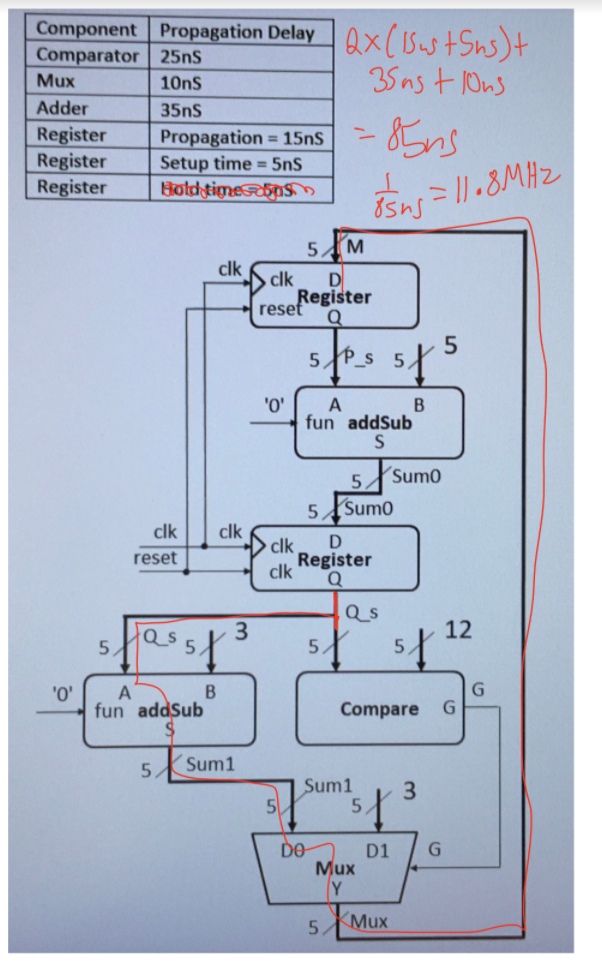 Component Propagation Delay
Comparator 25nS
Mux 10nS
Adder 35nS
Register Propagation = 15nS
Register Setup time = 5nS
Register Hold time = 5nS
2x(15ns+5ns)+
35ns + 10ns
= 85ns
1/85ns = 11.8MHz
5 M
clk clk D
Register
reset Q
5 P_s 5 5
'0' A B
fun addSub
S
5 Sum0
5 Sum0
clk clk clk D
reset Register
clk Q
Q_s
5 Q_s 5 3 5 5 12
'0' A B G
fun addSub Compare G
S
5 Sum1
Sum1
5 5 3
D0 D1 G
Mux
Y
5 Mux